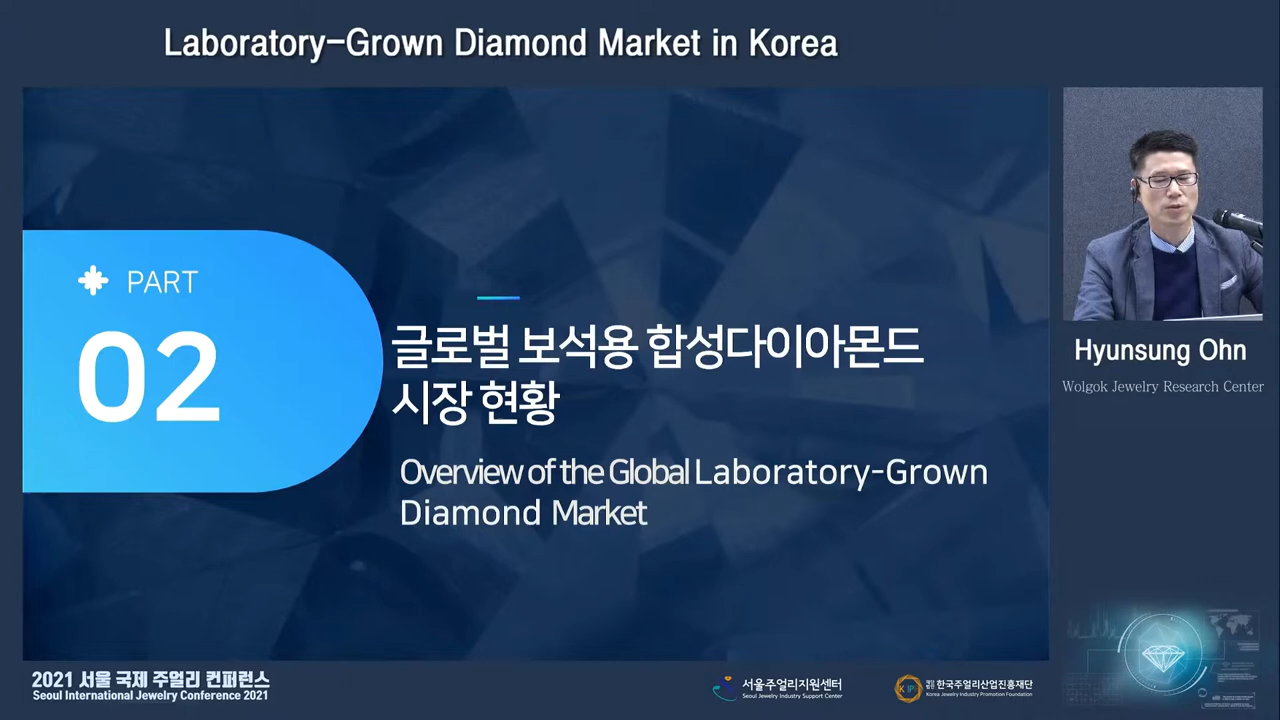 Laboratory-Grown Diamond Market in Korea
PART
02
글로벌 보석용 합성다이아몬드
시장 현황
Overview of the Global Laboratory-Grown
Diamond Market
Hyunsung Ohn
Wolgok Jewelry Research Center
2021 서울 국제 주얼리 컨퍼런스
Seoul International Jewelry Conference 2021
서울주얼리지원센터
Seoul Jewelry Industry Support Center
재단법인 한국주얼리산업진흥재단
Korea Jewelry Industry Promotion Foundation